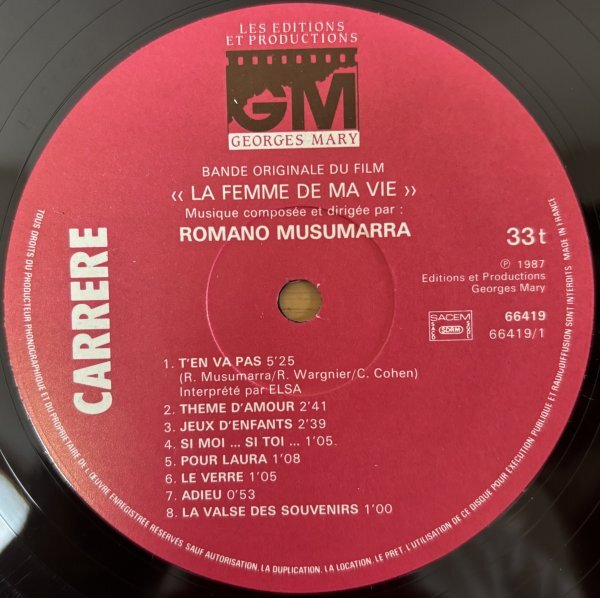 LES EDITIONS
ET PRODUCTIONS
GM
GEORGES MARY
BANDE ORIGINALE DU FILM
‹‹ LA FEMME DE MA VIE ››
Musique composée et dirigée par :
ROMANO MUSUMARRA
CARRERE
33 t
℗ 1987
Editions et Productions
Georges Mary
SACEM
SDRM
66419
66419/1
1. T'EN VA PAS 5'25
(R. Musumarra/R. Wargnier/C. Cohen)
Interprété par ELSA
2. THEME D'AMOUR 2'41
3. JEUX D'ENFANTS 2'39
4. SI MOI ... SI TOI ... 1'05.
5. POUR LAURA 1'08
6. LE VERRE 1'05
7. ADIEU 0'53
8. LA VALSE DES SOUVENIRS 1'00
TOUS DROITS DU PRODUCTEUR PHONOGRAPHIQUE ET DU PROPRIETAIRE DE L'ŒUVRE ENREGISTREE RESERVES SAUF AUTORISATION, LA DUPLICATION, LA LOCATION, LE PRET, L'UTILISATION DE CE DISQUE POUR EXECUTION PUBLIQUE ET RADIODIFFUSION SONT INTERDITS MADE IN FRANCE